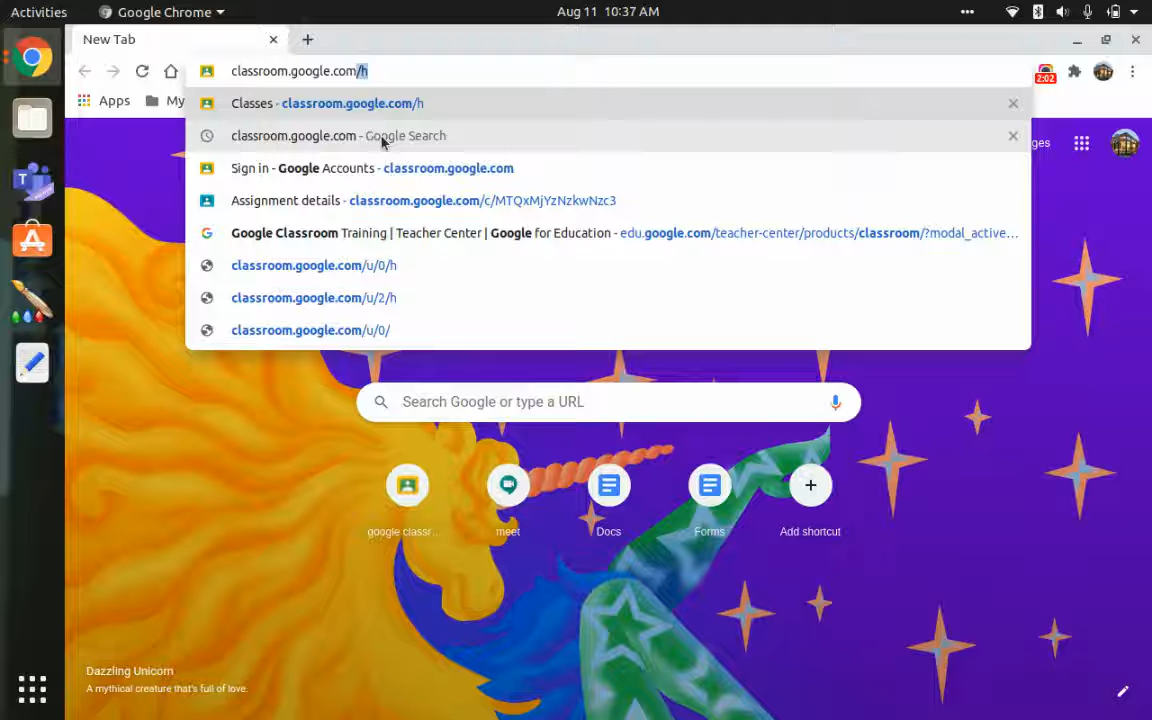 Activities
Google Chrome
Aug 11 10:37 AM
New Tab
classroom.google.com/h
2:02
Apps
My
Classes - classroom.google.com/h
classroom.google.com - Google Search
Sign in - Google Accounts - classroom.google.com
Assignment details - classroom.google.com/c/MTQxMjYzNzkwNzc3
Google Classroom Training | Teacher Center | Google for Education - edu.google.com/teacher-center/products/classroom/?modal_active...
classroom.google.com/u/0/h
classroom.google.com/u/2/h
classroom.google.com/u/0/
ges
Search Google or type a URL
google classr...
meet
Docs
Forms
Add shortcut
Dazzling Unicorn
A mythical creature that's full of love.